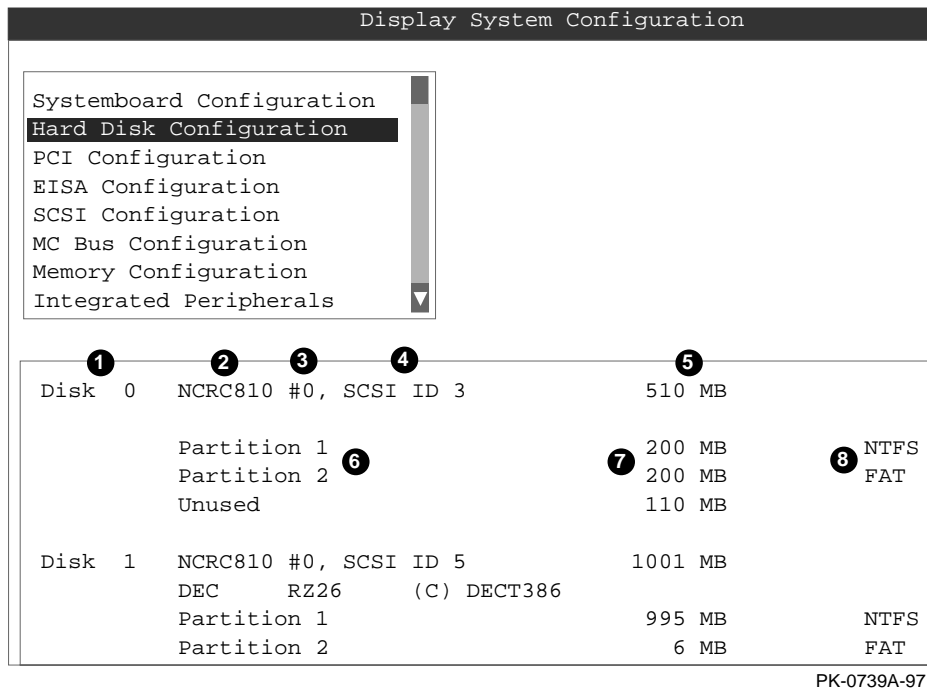 Display System Configuration
Systemboard Configuration
Hard Disk Configuration
PCI Configuration
EISA Configuration
SCSI Configuration
MC Bus Configuration
Memory Configuration
Integrated Peripherals
1 2 3 4 5
Disk 0 NCRC810 #0, SCSI ID 3 510 MB
Partition 1 200 MB NTFS
6 7 8
Partition 2 200 MB FAT
Unused 110 MB
Disk 1 NCRC810 #0, SCSI ID 5 1001 MB
DEC RZ26 (C) DECT386
Partition 1 995 MB NTFS
Partition 2 6 MB FAT
PK-0739A-97